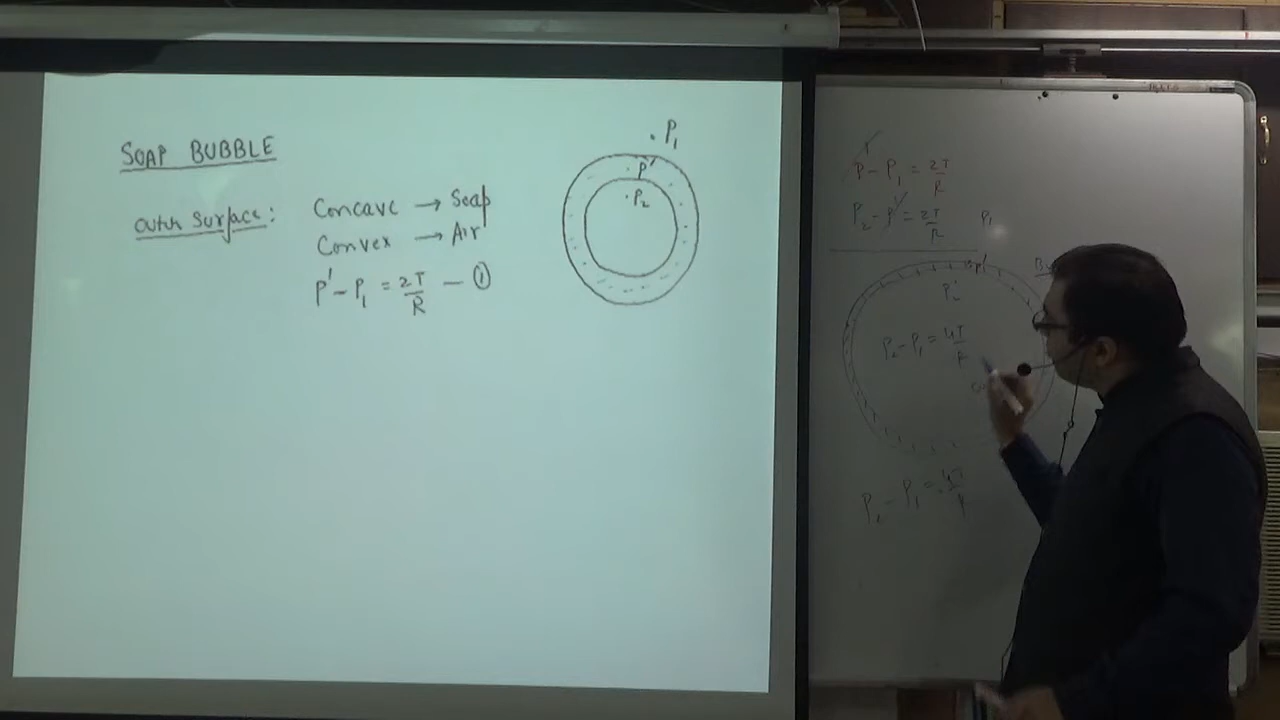 SOAP BUBBLE
Outer Surface :
Concave → Soap
Convex → Air
P' - P₁ = 2T/R — ①
P₁
P'
P₂
P' - P₁ = 2T/R
P₂ - P' = 2T/R
P₁
P'
P₂
P₂ - P₁ = 4T/R
P₂ - P₁ = 4T/R